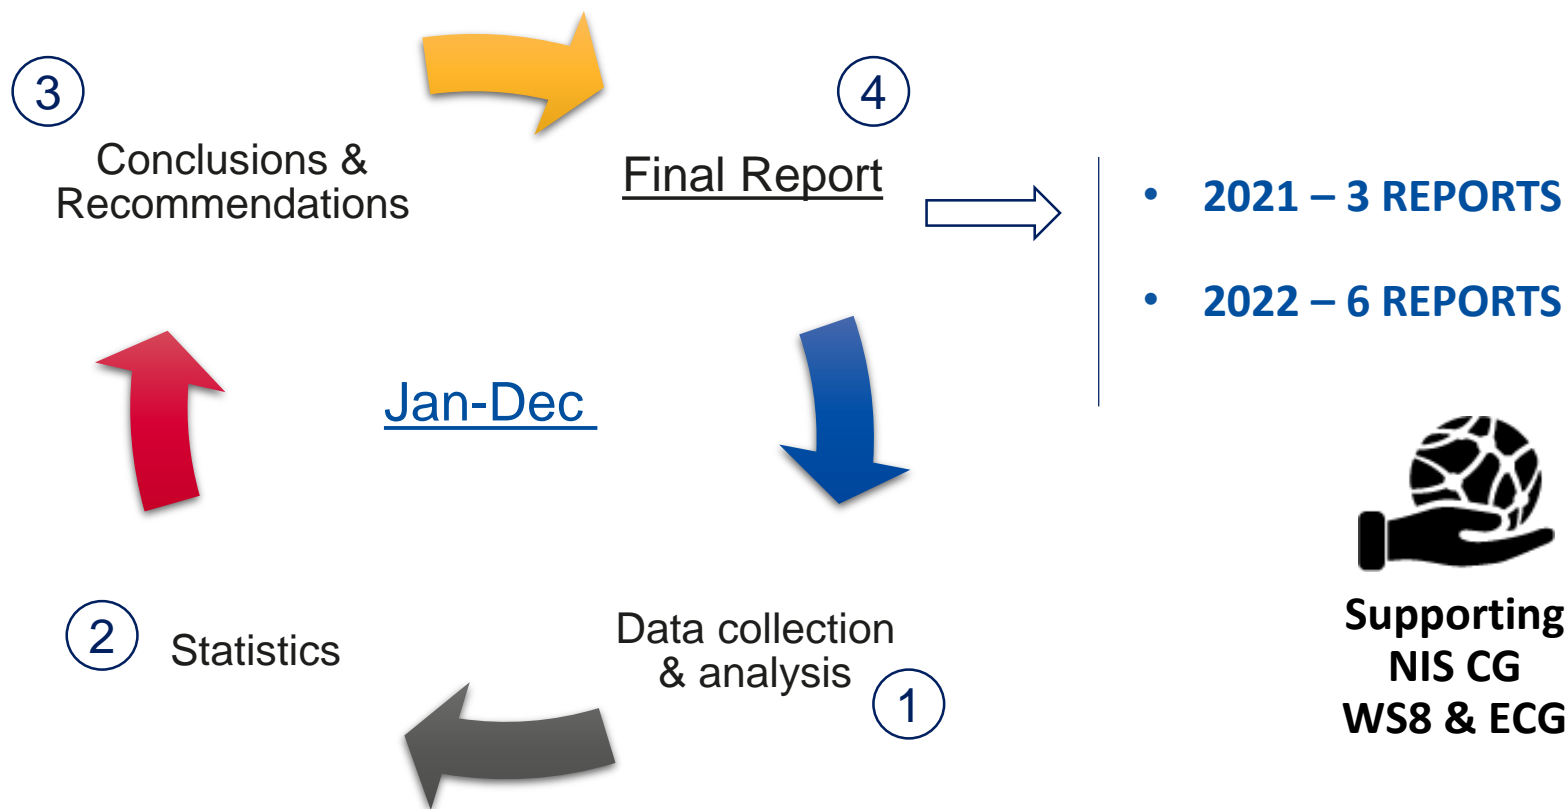 3
Conclusions &
Recommendations
4
Final Report
• 2021 – 3 REPORTS
• 2022 – 6 REPORTS
Jan-Dec
2
Statistics
Data collection
& analysis
1
Supporting
NIS CG
WS8 & ECG